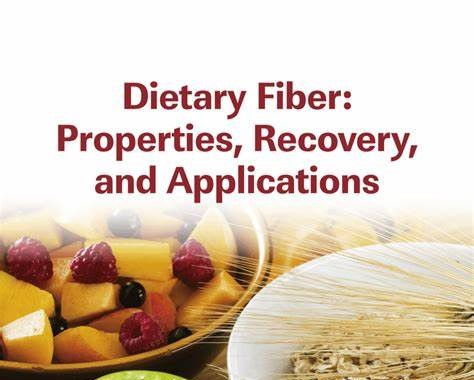 Dietary Fiber:
Properties, Recovery,
and Applications